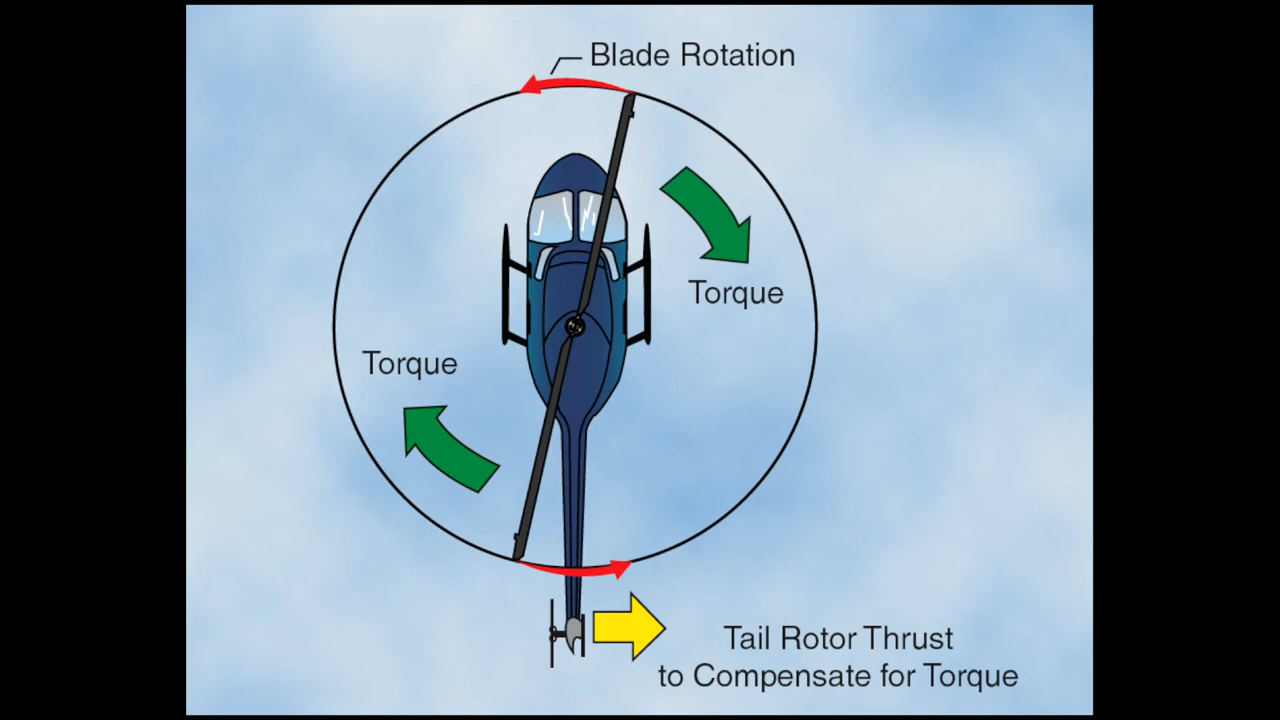 Blade Rotation
Torque
Torque
Tail Rotor Thrust
to Compensate for Torque